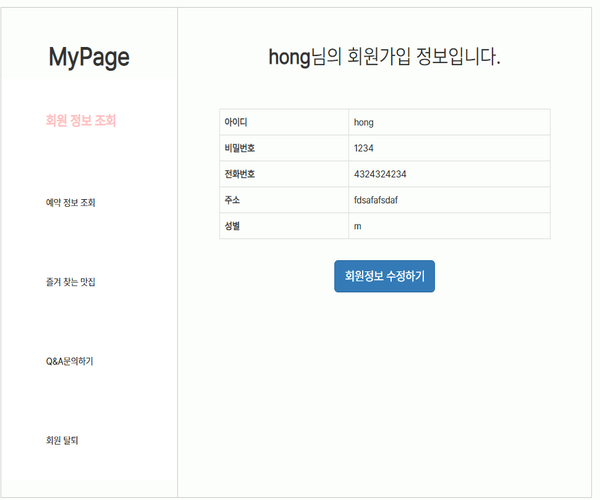 MyPage
회원 정보 조회
예약 정보 조회
즐겨 찾는 맛집
Q&A문의하기
회원 탈퇴
hong님의 회원가입 정보입니다.
아이디 hong
비밀번호 1234
전화번호 4324324234
주소 fdsafafsdaf
성별 m
회원정보 수정하기